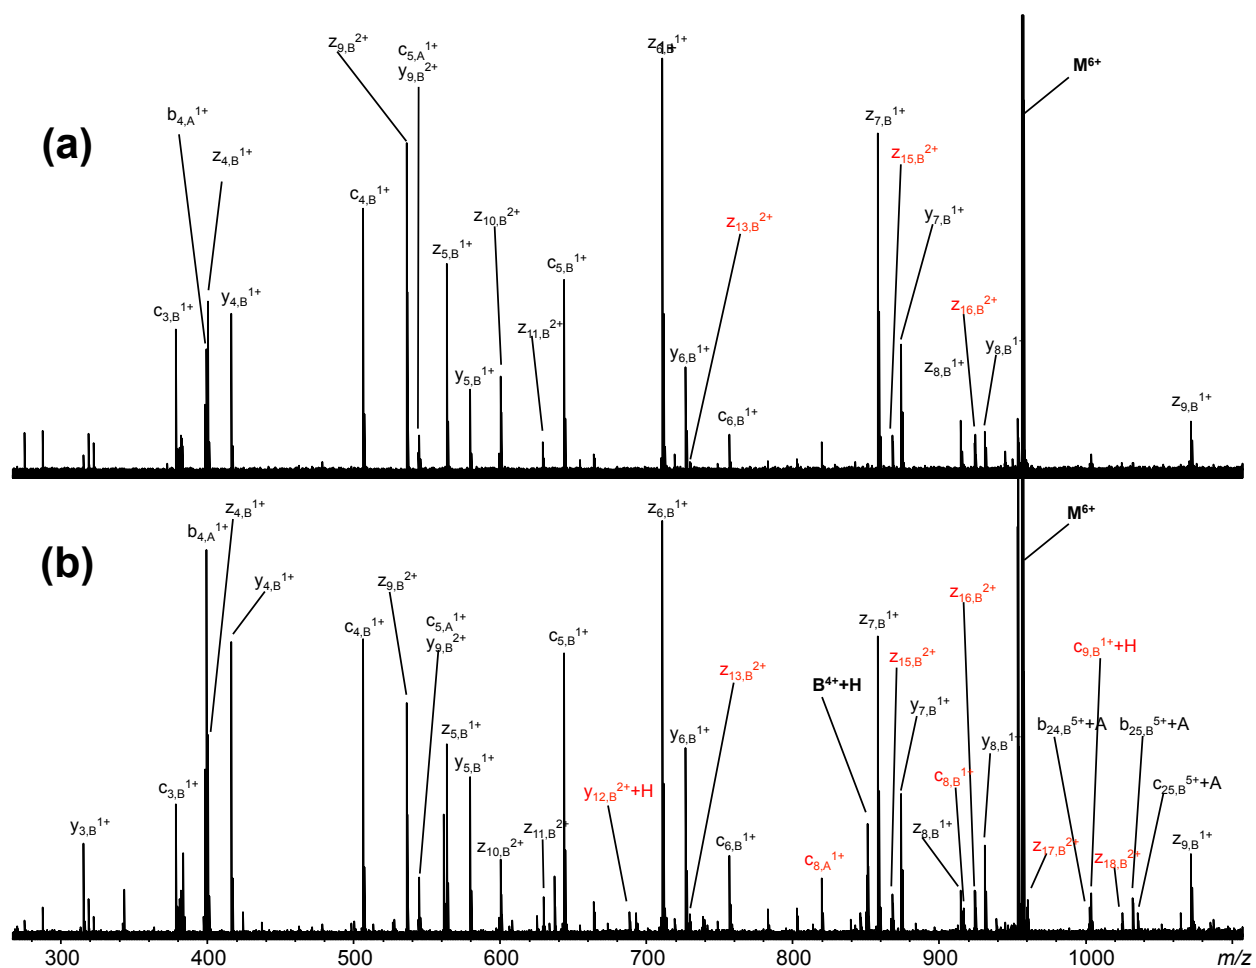 (a)
b4,A1+
z4,B1+
c3,B1+
y4,B1+
z9,B2+
c5,A1+
y9,B2+
c4,B1+
z5,B1+
y5,B1+
z10,B2+
z11,B2+
c5,B1+
y6,B1+
z13,B2+
c6,B1+
z7,B1+
z15,B2+
y7,B1+
z16,B2+
z8,B1+
y8,B1
M6+
z9,B1+
(b)
z4,B1+
b4,A1+
y4,B1+
y3,B1+
c3,B1+
c4,B1+
z9,B2+
c5,A1+
y9,B2+
z5,B1+
y5,B1+
z10,B2+
z11,B2+
c5,B1+
y12,B2++H
z6,B1+
y6,B1+
z13,B2+
c6,B1+
B4++H
c8,A1+
z7,B1+
z15,B2+
y7,B1+
z8,B1+
c8,B1+
z16,B2+
y8,B1
M6+
z17,B2+
b24,B5++A
c9,B1++H
z18,B2+
b25,B5++A
c25,B5++A
z9,B1+
300 400 500 600 700 800 900 1000 m/z